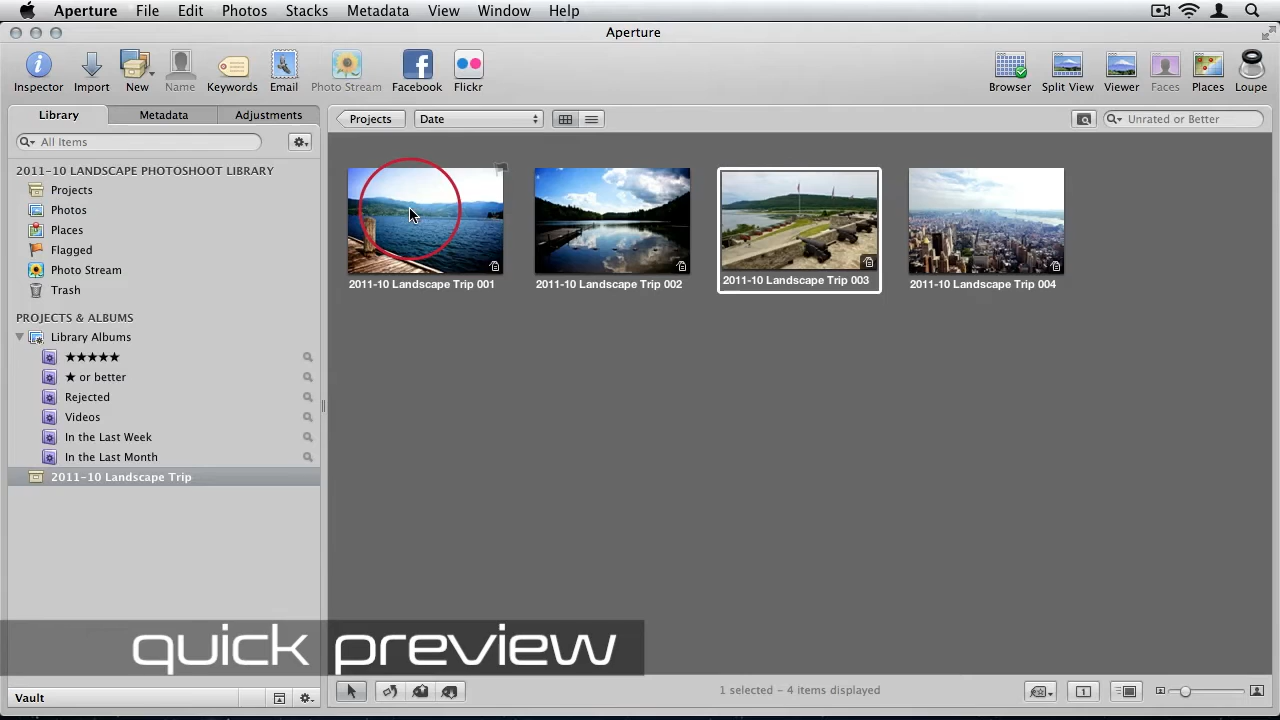 Aperture File Edit Photos Stacks Metadata View Window Help
Aperture
Inspector Import New Name Keywords Email Photo Stream Facebook Flickr Browser Split View Viewer Faces Places Loupe
Library Metadata Adjustments
Projects Date Unrated or Better
All Items
2011-10 LANDSCAPE PHOTOSHOOT LIBRARY
Projects
Photos
Places
Flagged
Photo Stream
Trash
PROJECTS & ALBUMS
Library Albums
★★★★★
★ or better
Rejected
Videos
In the Last Week
In the Last Month
2011-10 Landscape Trip
2011-10 Landscape Trip 001
2011-10 Landscape Trip 002
2011-10 Landscape Trip 003
2011-10 Landscape Trip 004
quick preview
Vault
1 selected - 4 items displayed
1